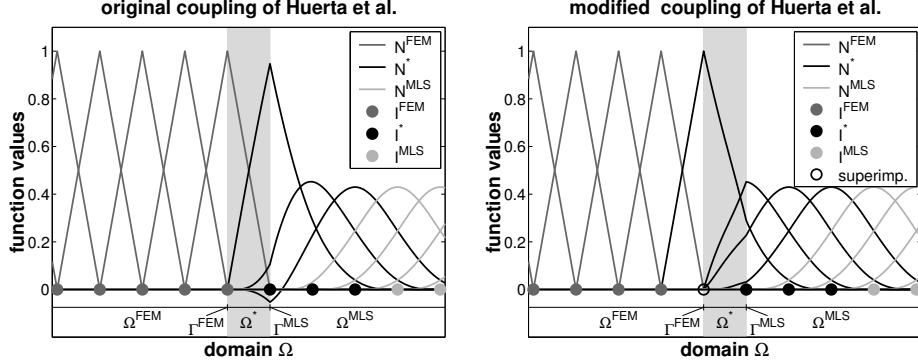 original coupling of Huerta et al.
function values
1
0.8
0.6
0.4
0.2
0
N^FEM
N^*
N^MLS
I^FEM
I^*
I^MLS
Ω^FEM
Γ^FEM
Ω^*
Γ^MLS
Ω^MLS
domain Ω
modified coupling of Huerta et al.
function values
1
0.8
0.6
0.4
0.2
0
N^FEM
N^*
N^MLS
I^FEM
I^*
I^MLS
superimp.
Ω^FEM
Γ^FEM
Ω^*
Γ^MLS
Ω^MLS
domain Ω